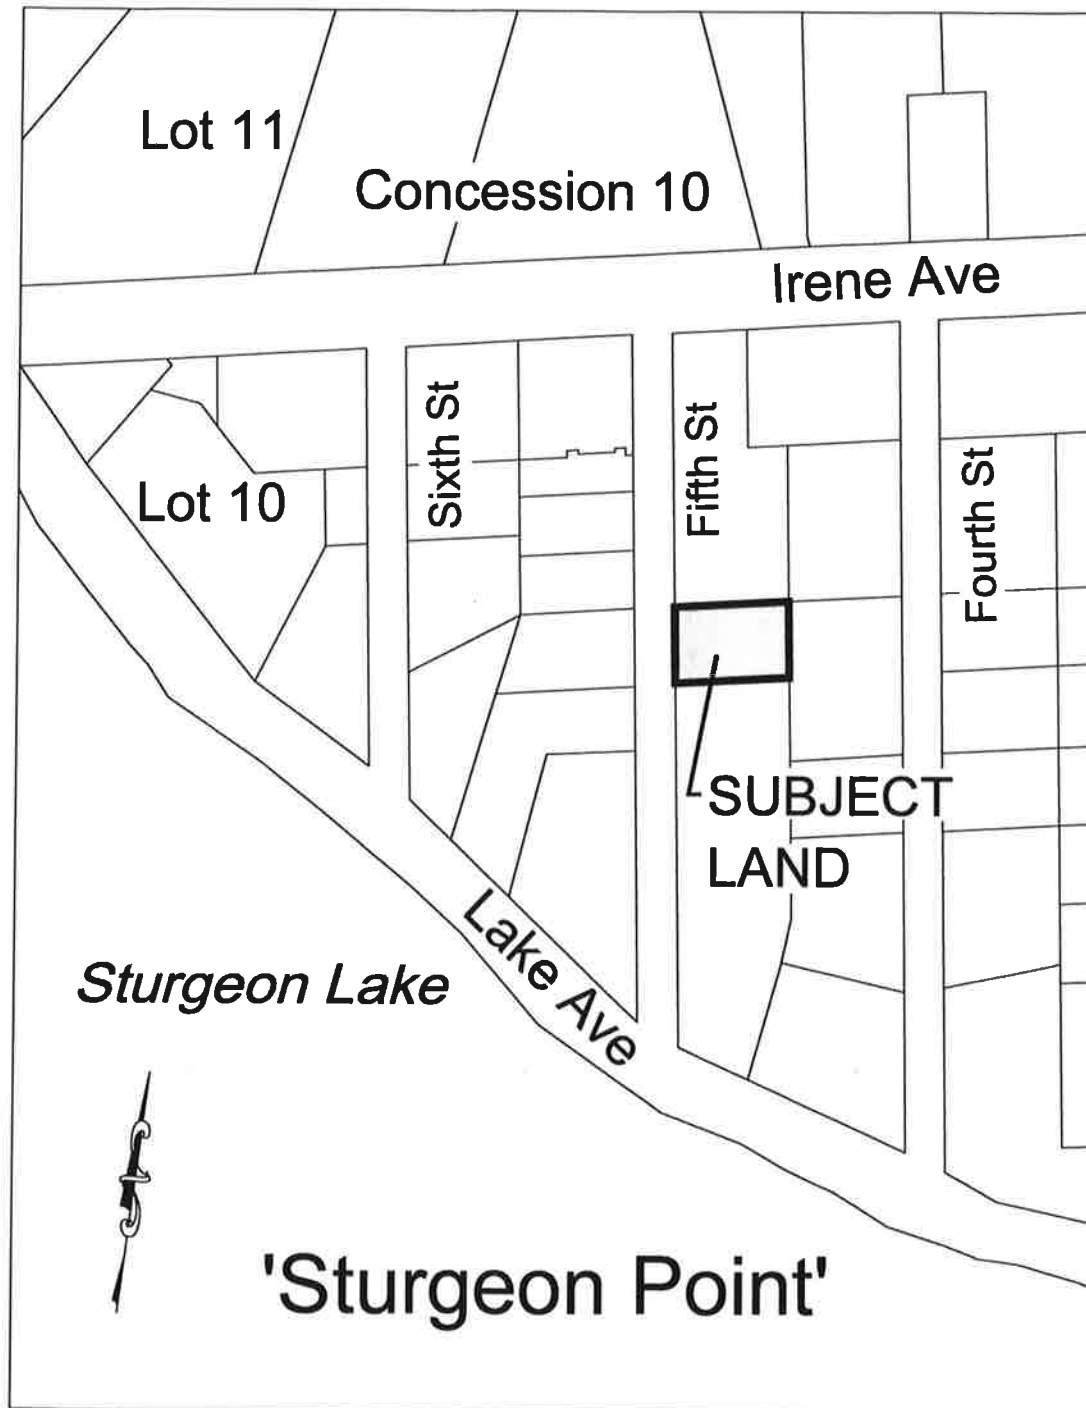 Lot 11
Concession 10
Irene Ave
Sixth St
Fifth St
Fourth St
Lot 10
SUBJECT
LAND
Lake Ave
Sturgeon Lake
'Sturgeon Point'